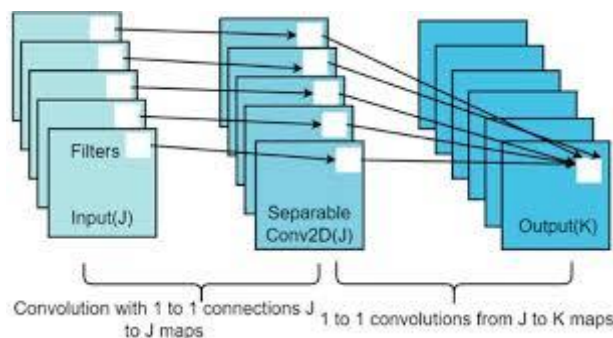 Filters
Input(J)
Separable
Conv2D(J)
Output(K)
Convolution with 1 to 1 connections J
to J maps
1 to 1 convolutions from J to K maps